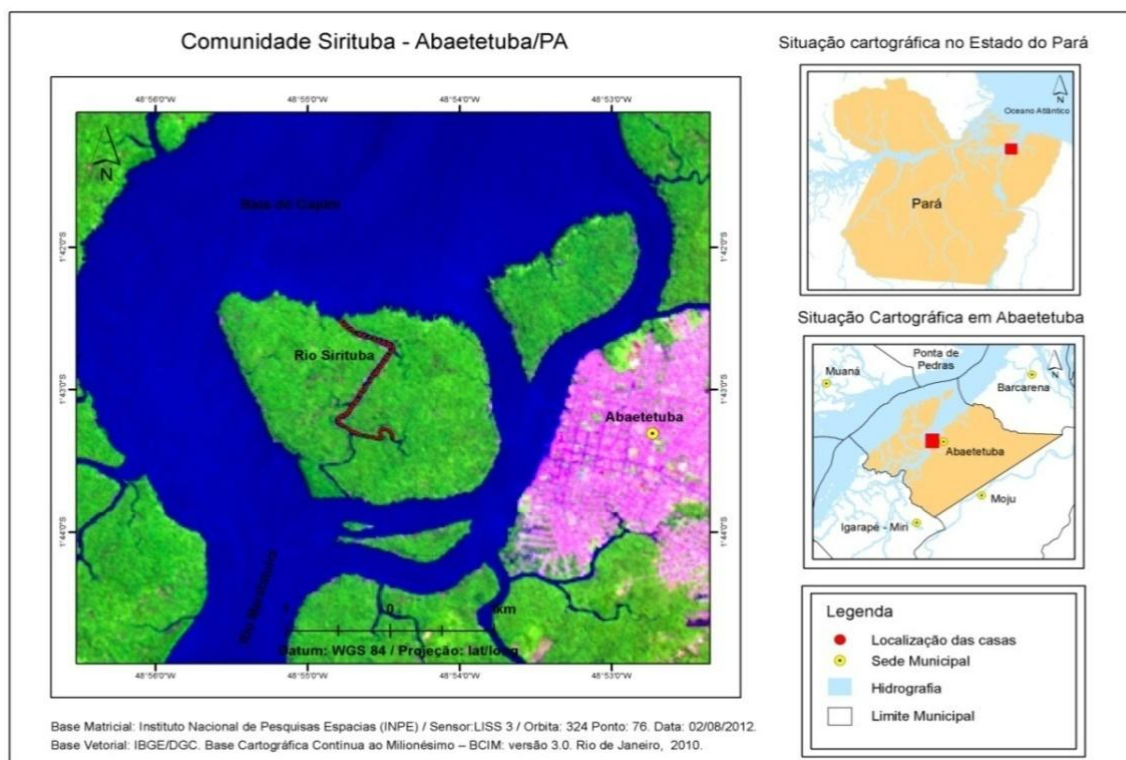 Comunidade Sirituba - Abaetetuba/PA
48°56'0"W
48°55'0"W
48°54'0"W
48°53'0"W
N
Baia do Capim
1°42'0"S
1°42'0"S
Rio Sirituba
1°43'0"S
1°43'0"S
Abaetetuba
1°44'0"S
1°44'0"S
Rio
0
km
Datum: WGS 84 / Projeção: lat/long
48°56'0"W
48°55'0"W
48°54'0"W
48°53'0"W
Base Matricial: Instituto Nacional de Pesquisas Espacias (INPE) / Sensor:LISS 3 / Orbita: 324 Ponto: 76. Data: 02/08/2012.
Base Vetorial: IBGE/DGC. Base Cartográfica Contínua ao Milionésimo – BCIM: versão 3.0. Rio de Janeiro, 2010.
Situação cartográfica no Estado do Pará
N
Oceano Atlântico
Pará
Situação Cartográfica em Abaetetuba
Ponta de
Pedras
N
Muaná
Barcarena
Abaetetuba
Moju
Igarapé - Miri
Legenda
Localização das casas
Sede Municipal
Hidrografia
Limite Municipal